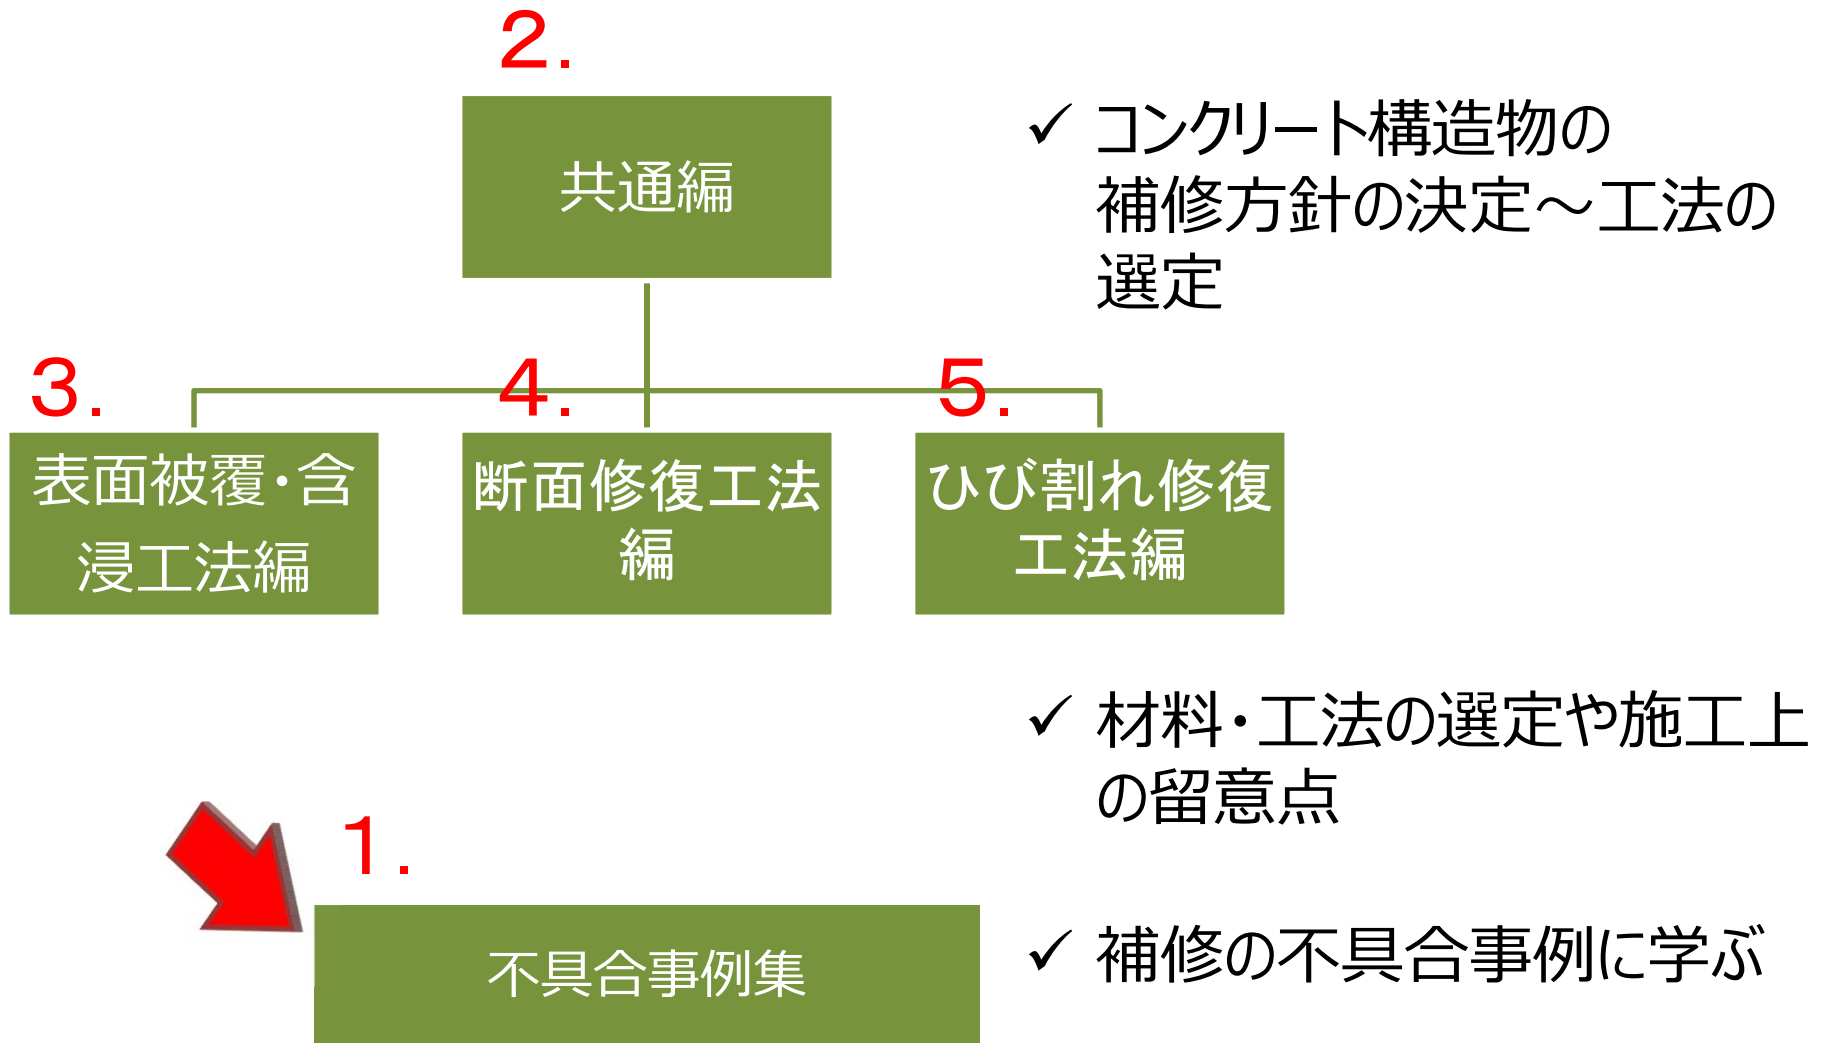 2.
共通編
✓ コンクリート構造物の
補修方針の決定～工法の
選定
3.
4.
5.
表面被覆・含
浸工法編
断面修復工法
編
ひび割れ修復
工法編
✓ 材料・工法の選定や施工上
の留意点
1.
不具合事例集
✓ 補修の不具合事例に学ぶ